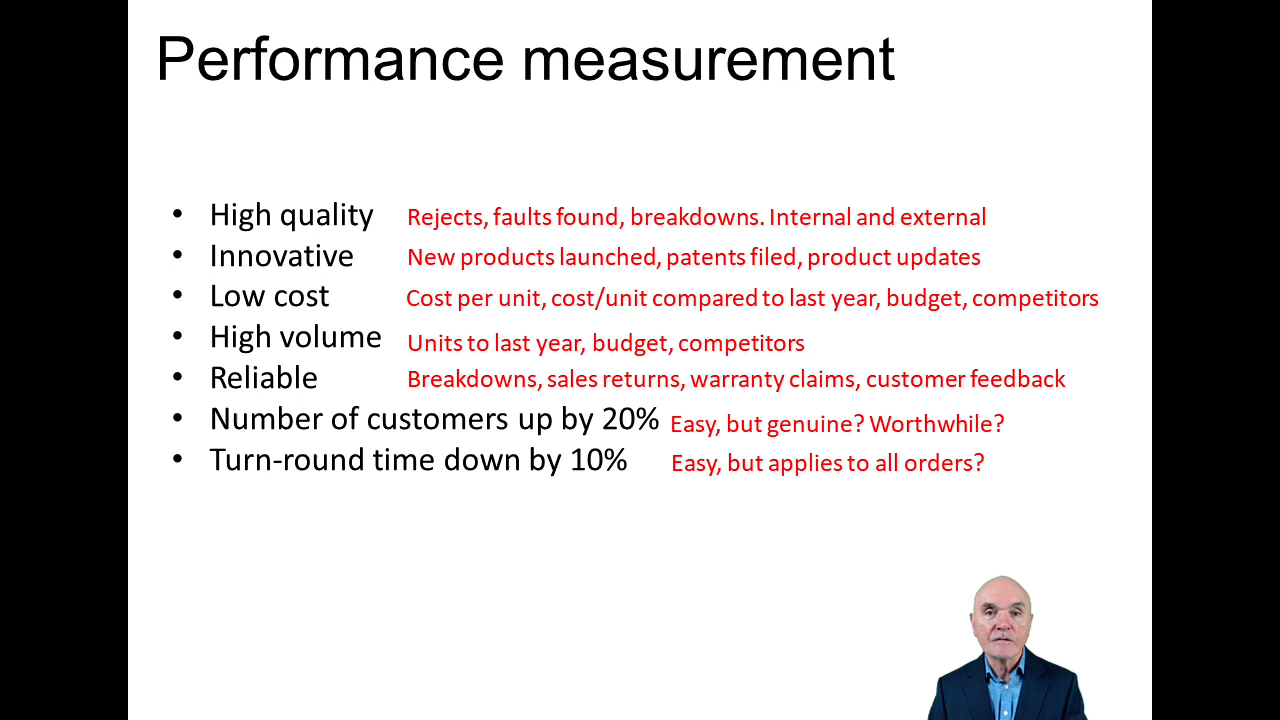 Performance measurement
• High quality Rejects, faults found, breakdowns. Internal and external
• Innovative New products launched, patents filed, product updates
• Low cost Cost per unit, cost/unit compared to last year, budget, competitors
• High volume Units to last year, budget, competitors
• Reliable Breakdowns, sales returns, warranty claims, customer feedback
• Number of customers up by 20% Easy, but genuine? Worthwhile?
• Turn-round time down by 10% Easy, but applies to all orders?